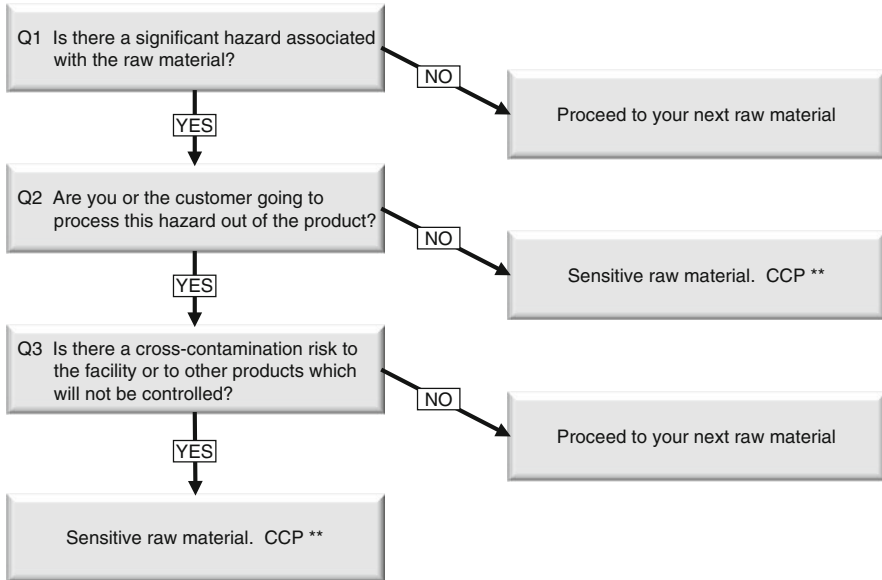 Q1 Is there a significant hazard associated
with the raw material?
NO
Proceed to your next raw material
YES
Q2 Are you or the customer going to
process this hazard out of the product?
NO
Sensitive raw material. CCP **
YES
Q3 Is there a cross-contamination risk to
the facility or to other products which
will not be controlled?
NO
Proceed to your next raw material
YES
Sensitive raw material. CCP **